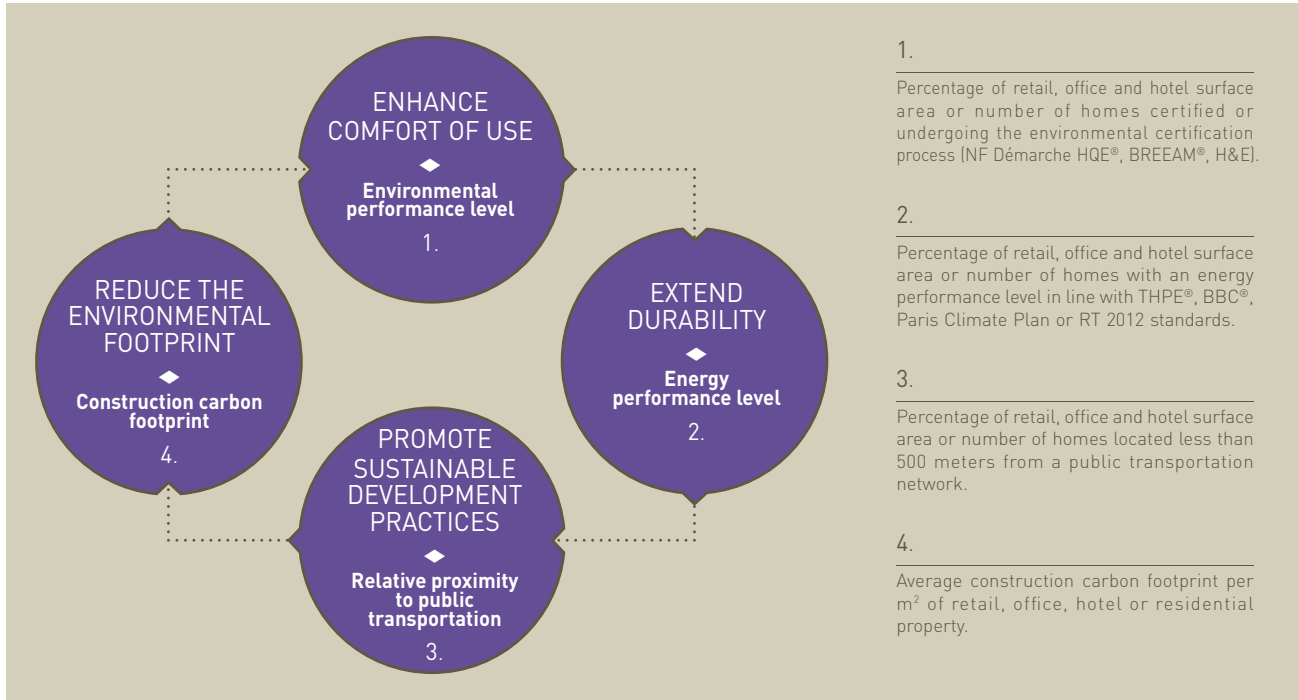 ENHANCE
COMFORT OF USE
Environmental
performance level
1.
EXTEND
DURABILITY
Energy
performance level
2.
PROMOTE
SUSTAINABLE
DEVELOPMENT
PRACTICES
Relative proximity
to public
transportation
3.
REDUCE THE
ENVIRONMENTAL
FOOTPRINT
Construction carbon
footprint
4.
1.
Percentage of retail, office and hotel surface
area or number of homes certified or
undergoing the environmental certification
process (NF Démarche HQE®, BREEAM®, H&E).
2.
Percentage of retail, office and hotel surface
area or number of homes with an energy
performance level in line with THPE®, BBC®,
Paris Climate Plan or RT 2012 standards.
3.
Percentage of retail, office and hotel surface
area or number of homes located less than
500 meters from a public transportation
network.
4.
Average construction carbon footprint per
m² of retail, office, hotel or residential
property.